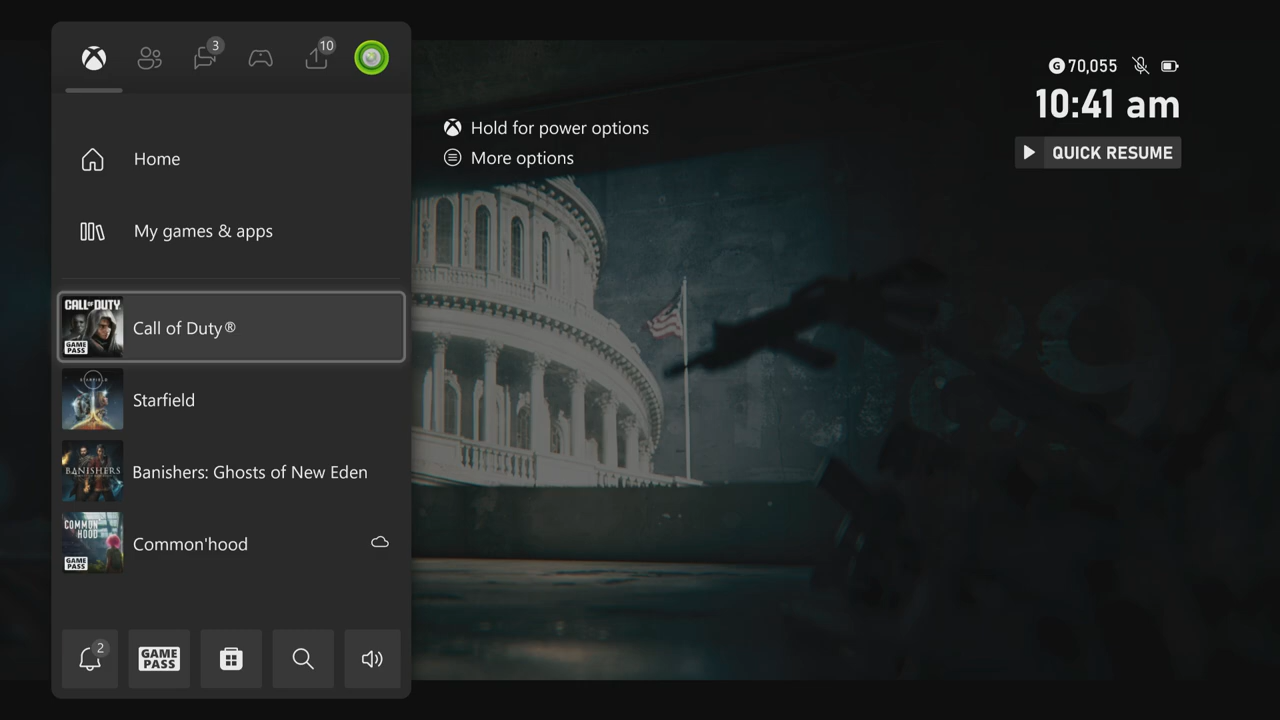 3
10
G 70,055
10:41 am
QUICK RESUME
Hold for power options
More options
Home
My games & apps
CALL OF DUTY
GAME
PASS
Call of Duty®
STARFIELD
Starfield
BANISHERS
Banishers: Ghosts of New Eden
COMMON
HOOD
GAME
PASS
Common'hood
2
GAME
PASS